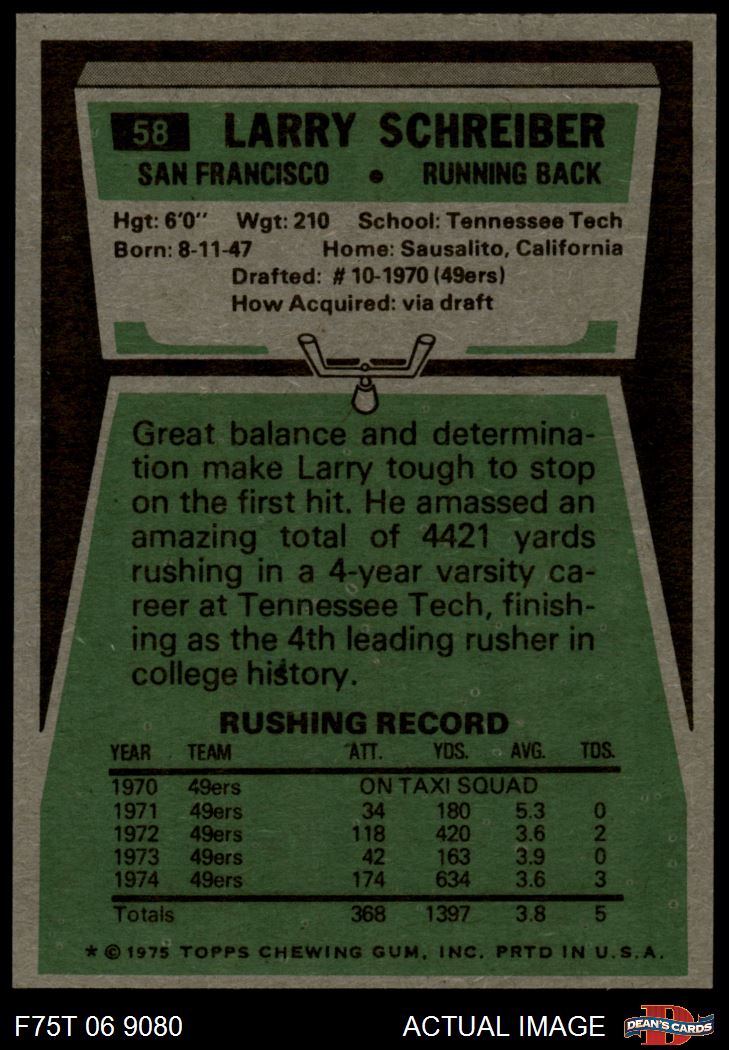 58 LARRY SCHREIBER
SAN FRANCISCO • RUNNING BACK
Hgt: 6'0" Wgt: 210 School: Tennessee Tech
Born: 8-11-47 Home: Sausalito, California
Drafted: #10-1970 (49ers)
How Acquired: via draft
Great balance and determina-
tion make Larry tough to stop
on the first hit. He amassed an
amazing total of 4421 yards
rushing in a 4-year varsity ca-
reer at Tennessee Tech, finish-
ing as the 4th leading rusher in
college history.
RUSHING RECORD
YEAR TEAM ATT. YDS. AVG. TDS.
1970 49ers ON TAXI SQUAD
1971 49ers 34 180 5.3 0
1972 49ers 118 420 3.6 2
1973 49ers 42 163 3.9 0
1974 49ers 174 634 3.6 3
Totals 368 1397 3.8 5
* © 1975 TOPPS CHEWING GUM, INC. PRTD IN U.S.A.
F75T 06 9080 ACTUAL IMAGE D DEAN'S CARDS